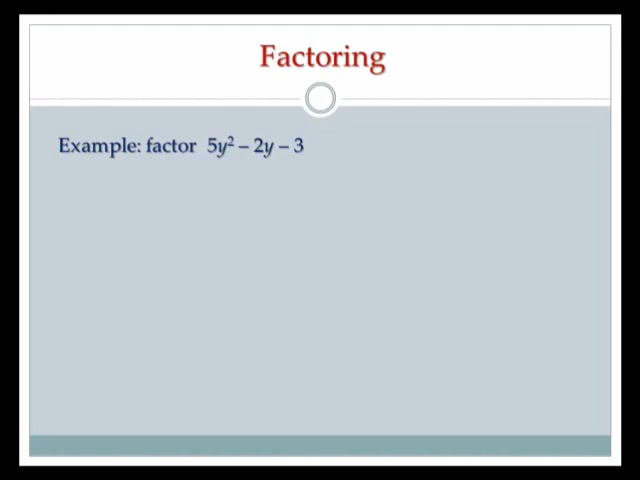 Factoring
Example: factor 5y² – 2y – 3